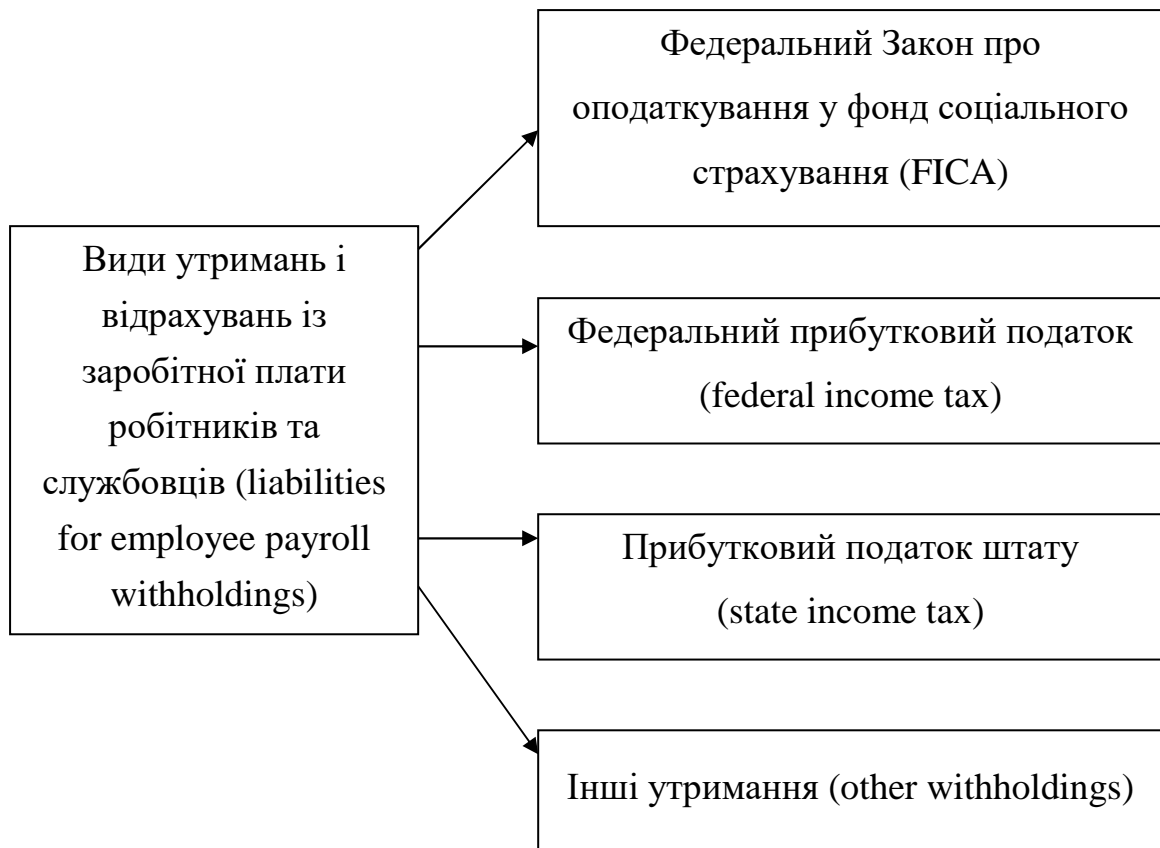 Федеральний Закон про
оподаткування у фонд соціального
страхування (FICA)
Види утримань і
відрахувань із
заробітної плати
робітників та
службовців (liabilities
for employee payroll
withholdings)
Федеральний прибутковий податок
(federal income tax)
Прибутковий податок штату
(state income tax)
Інші утримання (other withholdings)